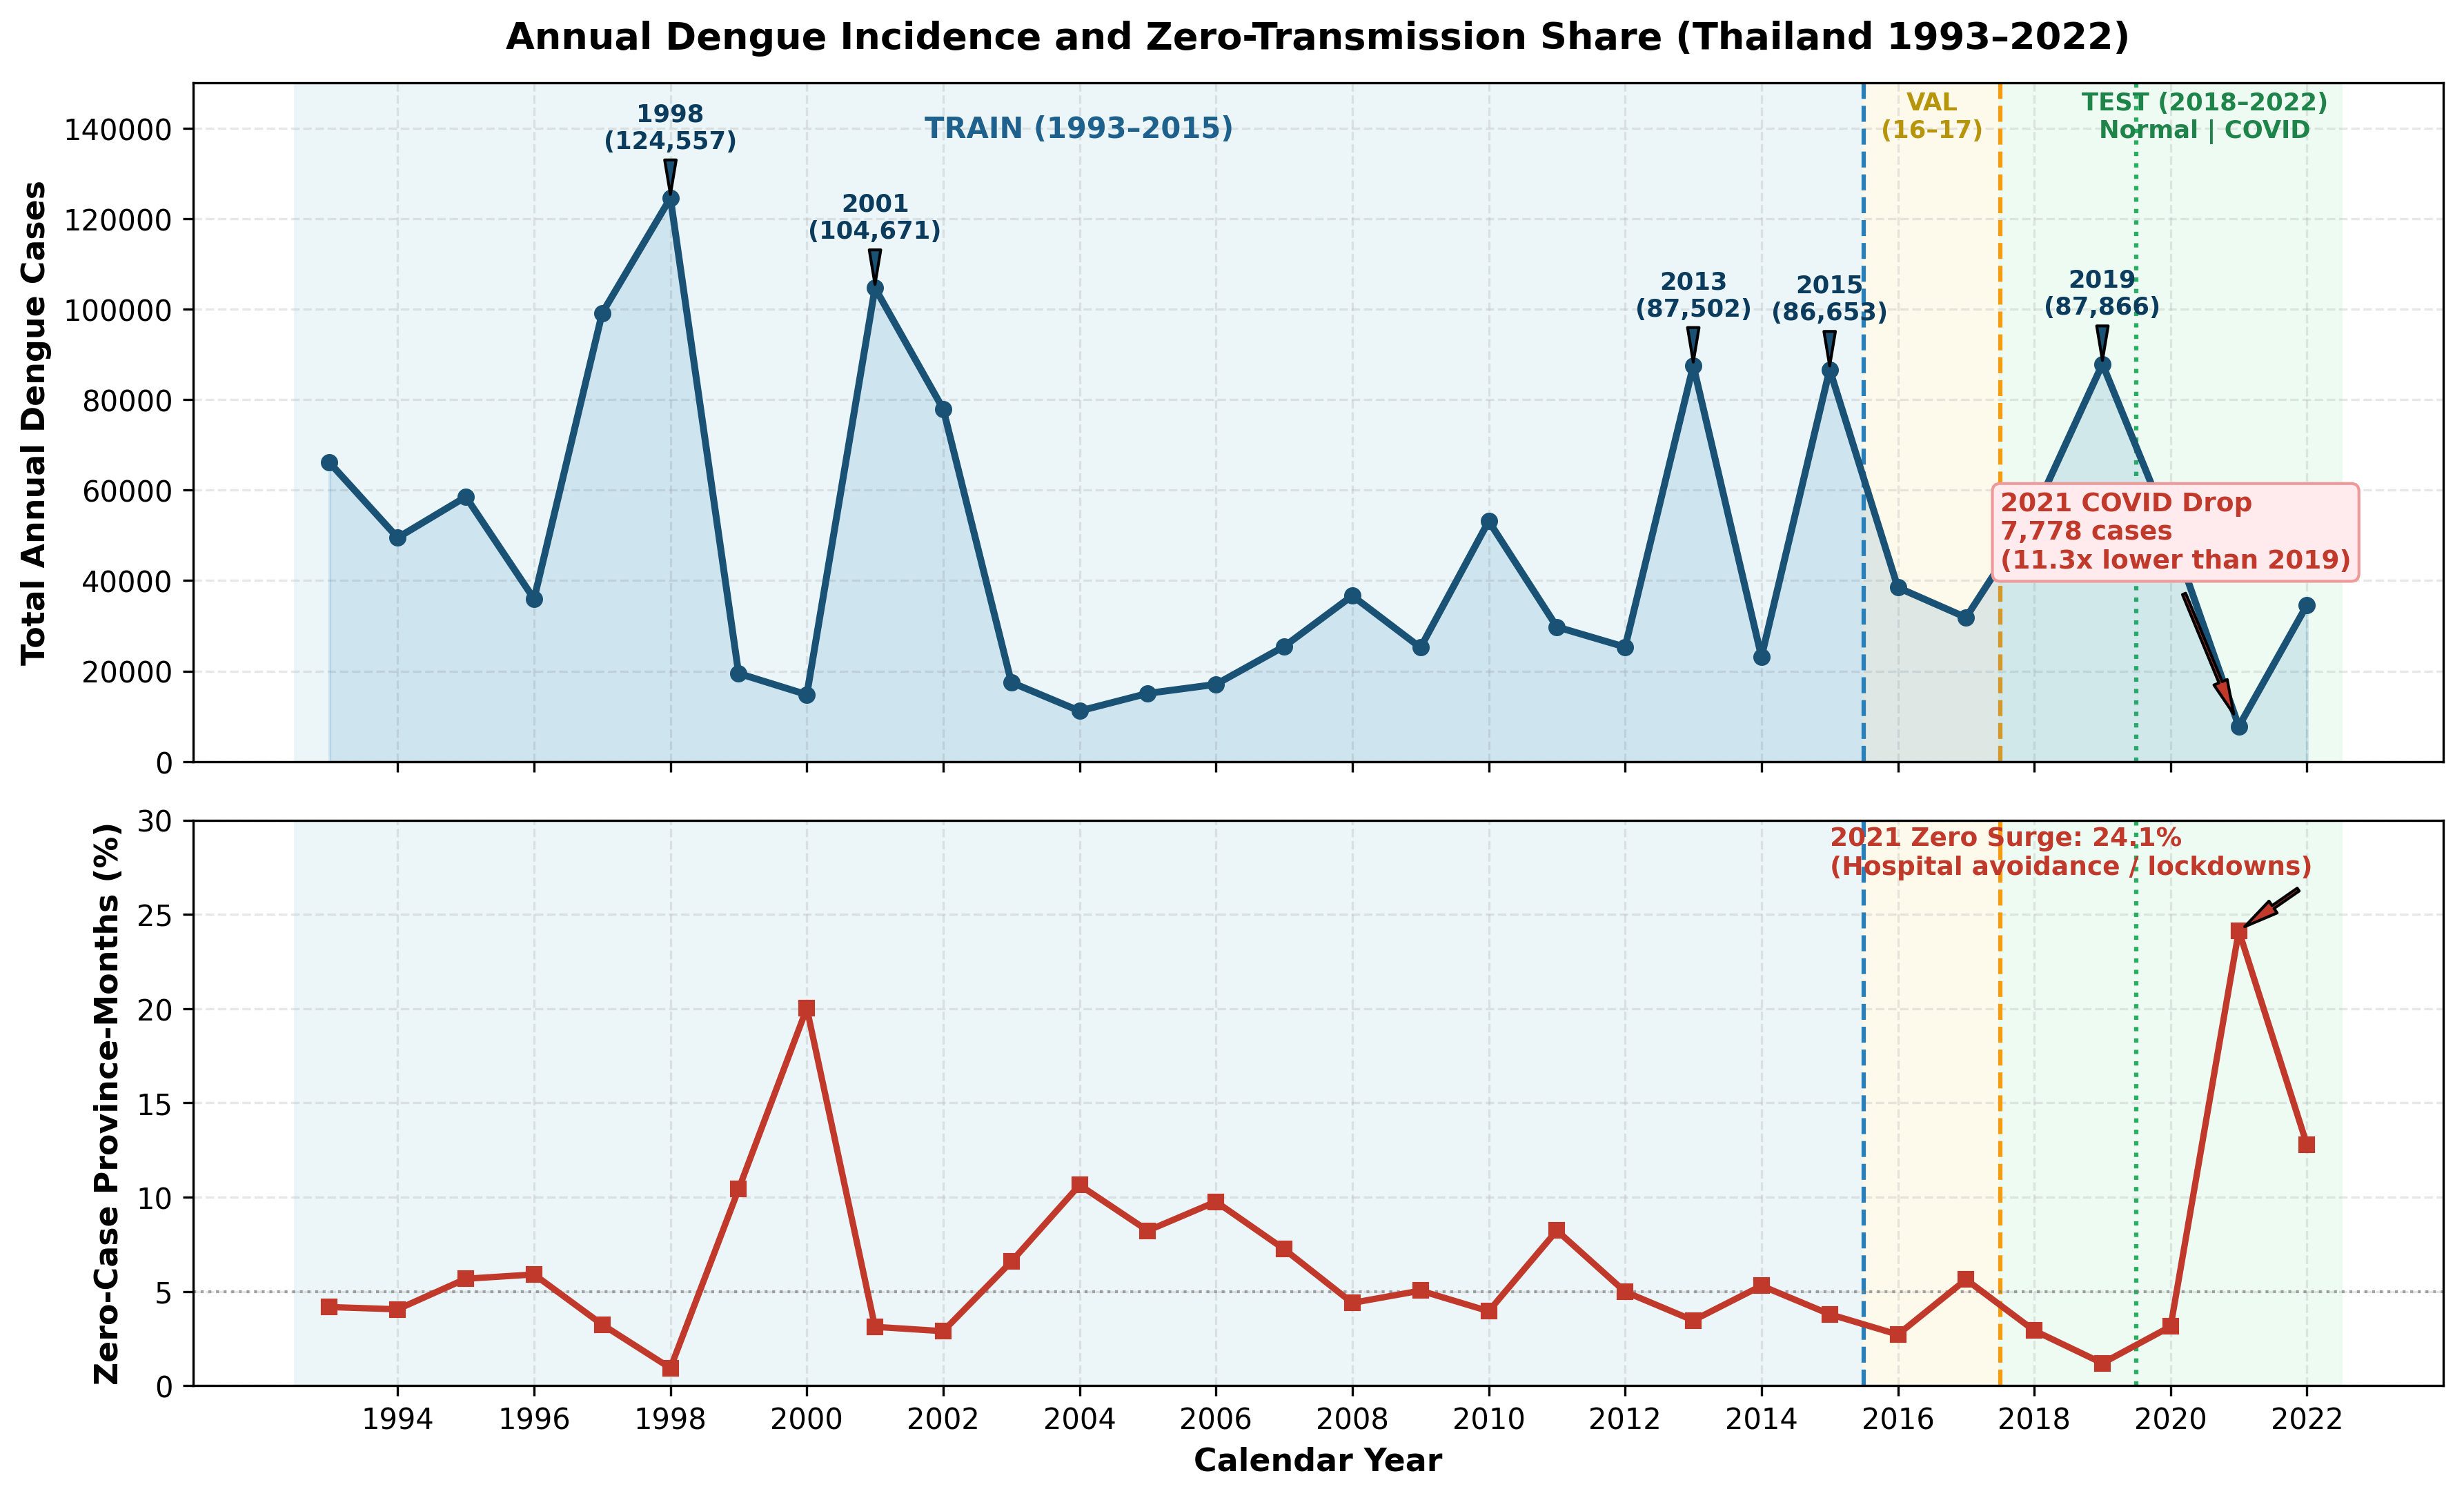 Annual Dengue Incidence and Zero-Transmission Share (Thailand 1993–2022)
Total Annual Dengue Cases
140000
120000
100000
80000
60000
40000
20000
0
1998
(124,557)
2001
(104,671)
TRAIN (1993–2015)
2013
(87,502)
2015
(86,653)
VAL
(16–17)
TEST (2018–2022)
Normal | COVID
2019
(87,866)
2021 COVID Drop
7,778 cases
(11.3x lower than 2019)
Zero-Case Province-Months (%)
30
25
20
15
10
5
0
2021 Zero Surge: 24.1%
(Hospital avoidance / lockdowns)
1994 1996 1998 2000 2002 2004 2006 2008 2010 2012 2014 2016 2018 2020 2022
Calendar Year